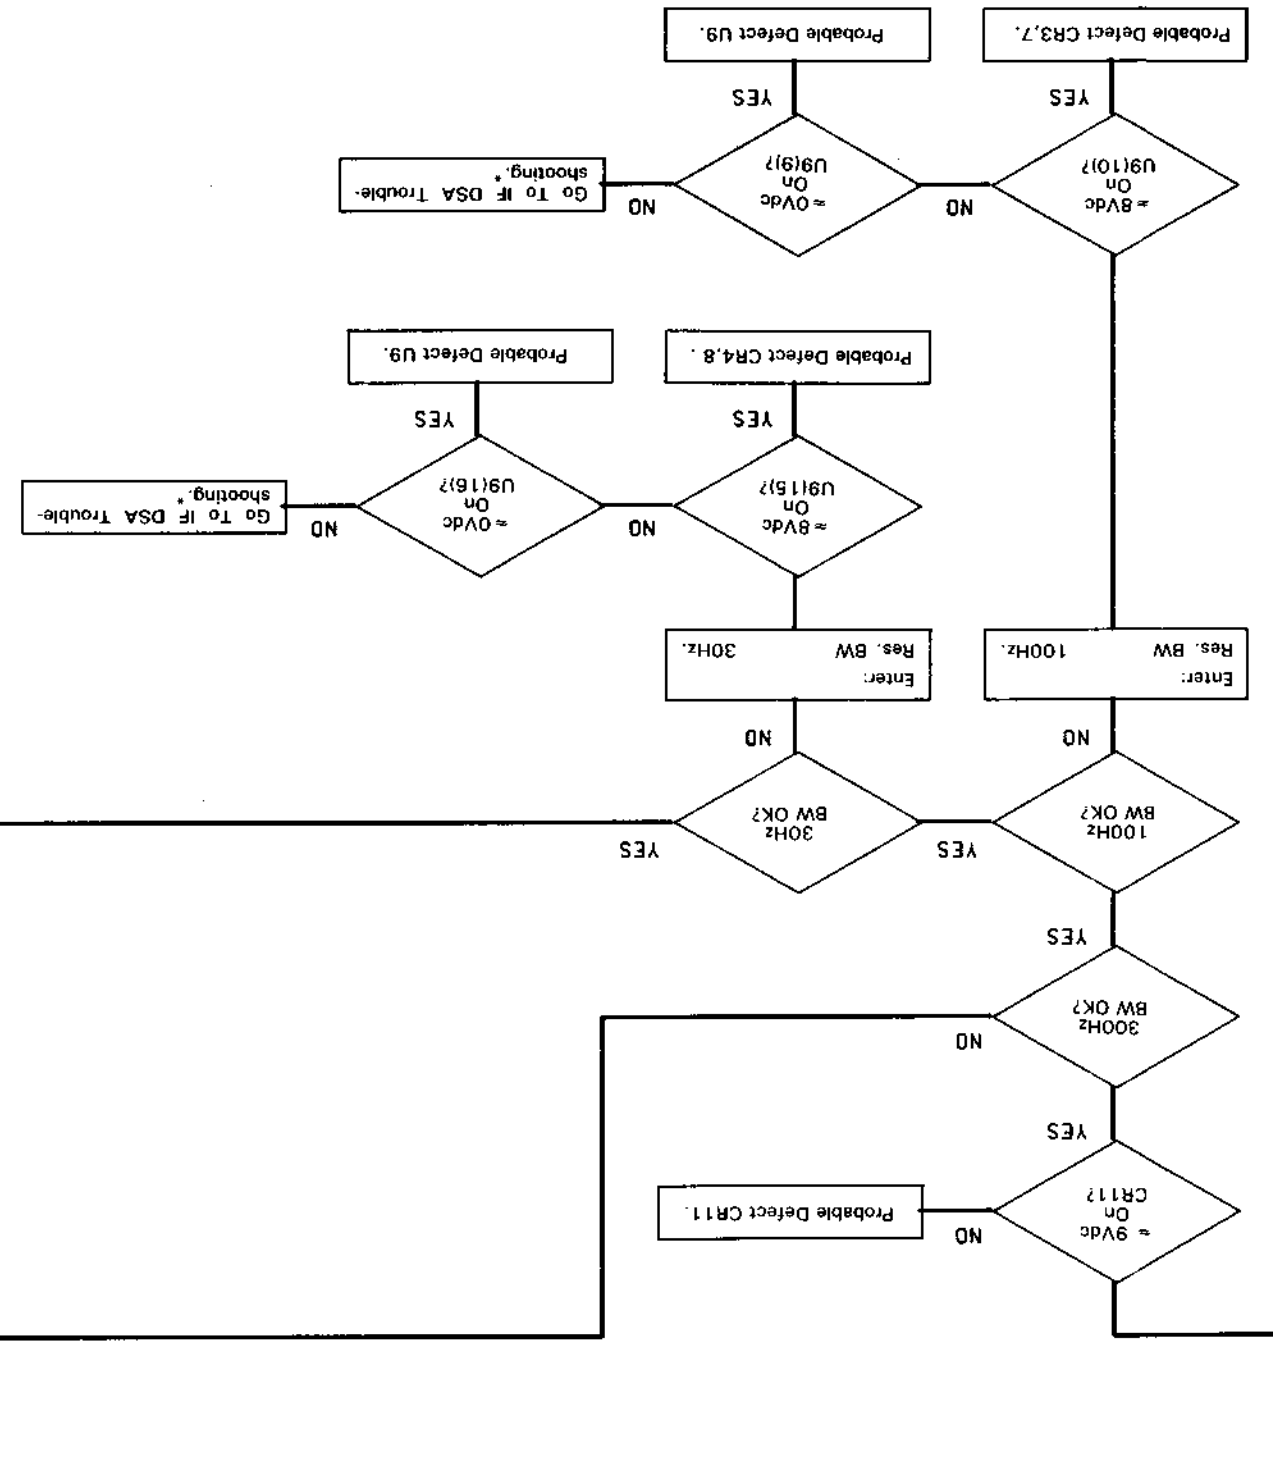 ≈ 9Vdc
On
CR11?
NO
Probable Defect CR11.
YES
300Hz
BW OK?
NO
YES
100Hz
BW OK?
YES
30Hz
BW OK?
YES
NO
NO
Enter:
Res. BW 100Hz.
Enter:
Res. BW 30Hz.
≈ 8Vdc
On
U9(15)?
NO
≈ 0Vdc
On
U9(16)?
NO
Go To IF DSA Trouble-
shooting.*
YES
YES
Probable Defect CR4,8 .
Probable Defect U9.
≈ 8Vdc
On
U9(10)?
NO
≈ 0Vdc
On
U9(9)?
NO
Go To IF DSA Trouble-
shooting.*
YES
YES
Probable Defect CR3,7.
Probable Defect U9.